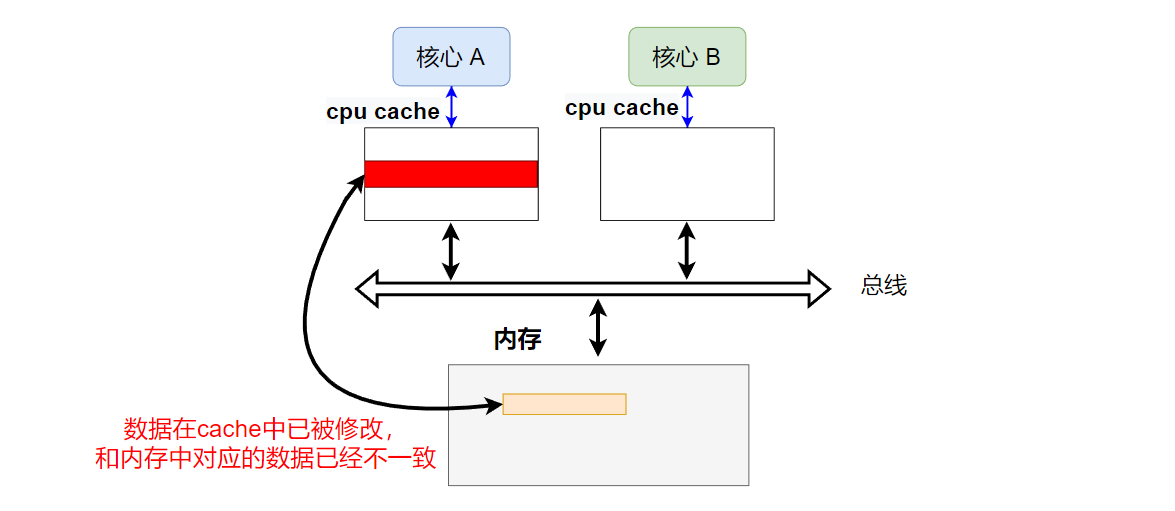 核心 A
核心 B
cpu cache
cpu cache
总线
内存
数据在cache中已被修改，
和内存中对应的数据已经不一致